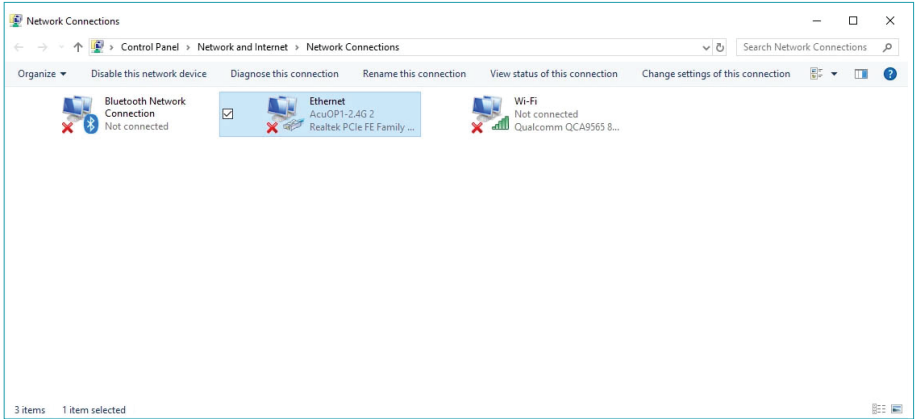 Network Connections
Control Panel > Network and Internet > Network Connections
Search Network Connections
Organize
Disable this network device
Diagnose this connection
Rename this connection
View status of this connection
Change settings of this connection
Bluetooth Network
Connection
Not connected
Ethernet
AcuOP1-2.4G 2
Realtek PCIe FE Family ...
Wi-Fi
Not connected
Qualcomm QCA9565 8...
3 items
1 item selected